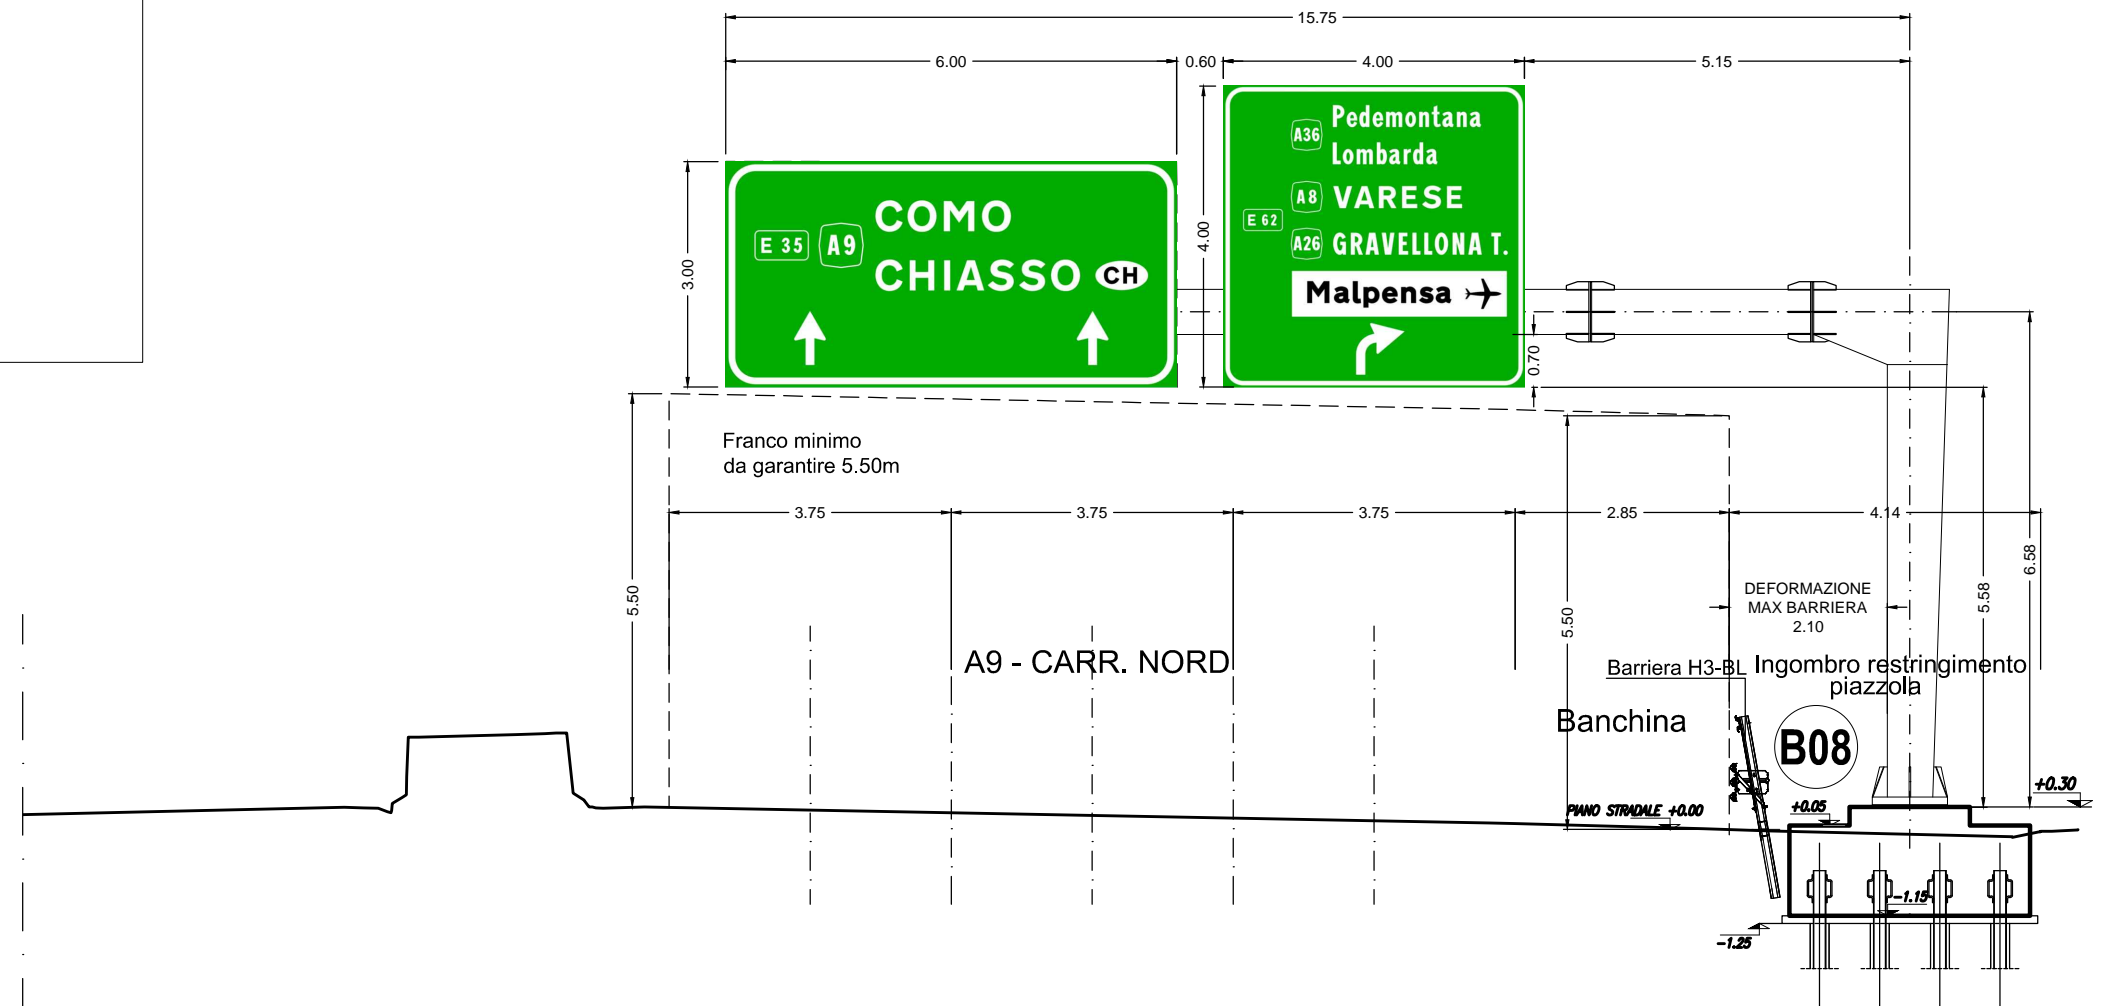 15.75
6.00
0.60
4.00
5.15
A36
Pedemontana
Lombarda
A8
VARESE
E 62
A26
GRAVELLONA T.
Malpensa
COMO
E 35
A9
CHIASSO
CH
3.00
4.00
0.70
Franco minimo
da garantire 5.50m
3.75
3.75
3.75
2.85
4.14
5.50
5.50
5.58
6.58
DEFORMAZIONE
MAX BARRIERA
2.10
A9 - CARR. NORD
Barriera H3-BL
Ingombro restringimento
piazzola
Banchina
B08
PIANO STRADALE +0.00
+0.05
+0.30
-1.15
-1.25